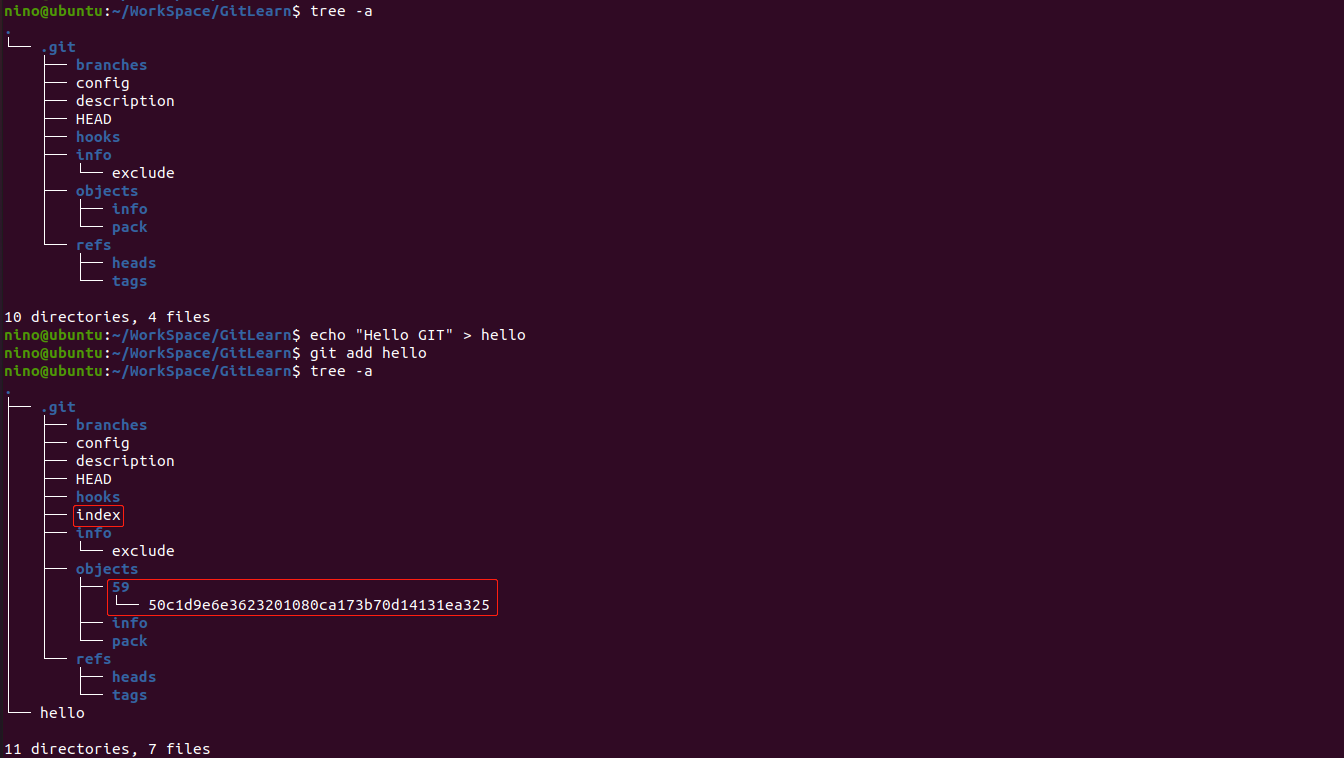 nino@ubuntu:~/WorkSpace/GitLearn$ tree -a
.
└── .git
    ├── branches
    ├── config
    ├── description
    ├── HEAD
    ├── hooks
    ├── info
    │   └── exclude
    ├── objects
    │   ├── info
    │   └── pack
    └── refs
        ├── heads
        └── tags
10 directories, 4 files
nino@ubuntu:~/WorkSpace/GitLearn$ echo "Hello GIT" > hello
nino@ubuntu:~/WorkSpace/GitLearn$ git add hello
nino@ubuntu:~/WorkSpace/GitLearn$ tree -a
.
├── .git
│   ├── branches
│   ├── config
│   ├── description
│   ├── HEAD
│   ├── hooks
│   ├── index
│   ├── info
│   │   └── exclude
│   ├── objects
│   │   ├── 59
│   │   │   └── 50c1d9e6e3623201080ca173b70d14131ea325
│   │   ├── info
│   │   └── pack
│   └── refs
│       ├── heads
│       └── tags
└── hello
11 directories, 7 files